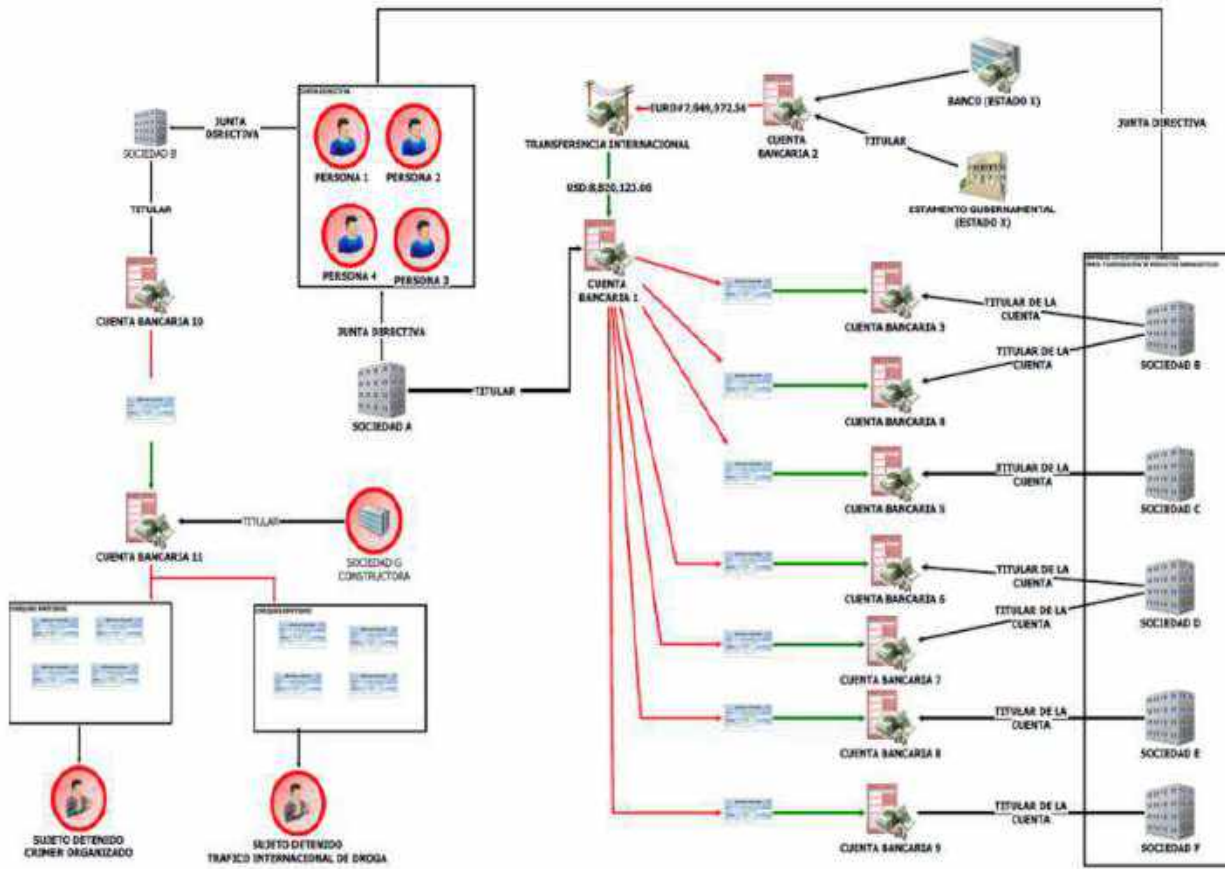 JUNTA DIRECTIVA
PERSONA 1
PERSONA 2
PERSONA 4
PERSONA 3
JUNTA
DIRECTIVA
SOCIEDAD B
TITULAR
CUENTA BANCARIA 10
JUNTA DIRECTIVA
SOCIEDAD A
TITULAR
CUENTA BANCARIA 11
TITULAR
SOCIEDAD G
CONSTRUCTORA
SUJETO DETENIDO
CRIMEN ORGANIZADO
SUJETO DETENIDO
TRAFICO INTERNACIONAL DE DROGA
TRANSFERENCIA INTERNACIONAL
CUENTA
BANCARIA 2
BANCO (ESTADO X)
TITULAR
ESTAMENTO GUBERNAMENTAL
(ESTADO X)
JUNTA DIRECTIVA
CUENTA
BANCARIA 1
CUENTA BANCARIA 3
TITULAR DE LA
CUENTA
TITULAR DE LA
CUENTA
SOCIEDAD B
CUENTA BANCARIA 4
TITULAR DE LA
CUENTA
CUENTA BANCARIA 5
SOCIEDAD C
TITULAR DE LA
CUENTA
CUENTA BANCARIA 6
TITULAR DE LA
CUENTA
SOCIEDAD D
CUENTA BANCARIA 7
TITULAR DE LA
CUENTA
CUENTA BANCARIA 8
SOCIEDAD E
TITULAR DE LA
CUENTA
CUENTA BANCARIA 9
SOCIEDAD F